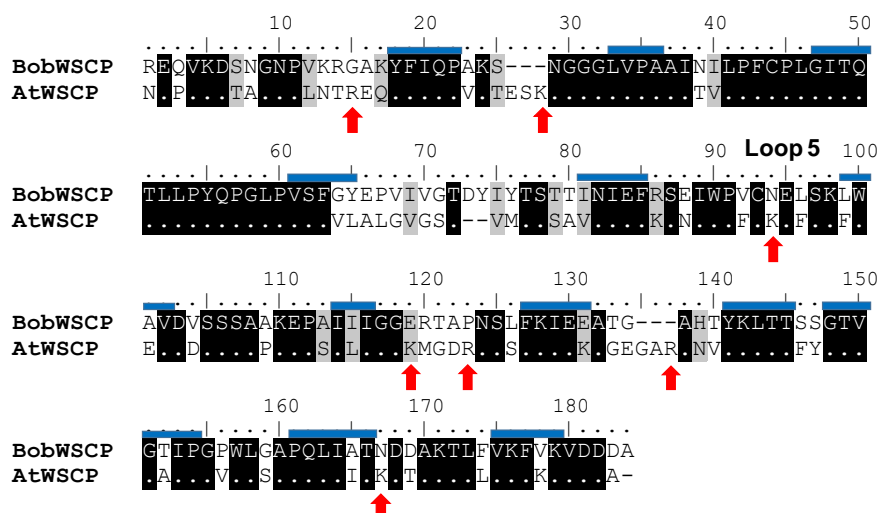 10 20 30 40 50
BobWSCP REQVKDSNGNPVKRGAKYFIQPAKS---NGGGLVPAAINILPFCPLGITQ
AtWSCP N.P...TA...LNTREQ.....V.TESK..........TV..........
60 70 80 90 Loop 5 100
BobWSCP TLLPYQPGLPVSFGYEPVIVGTDYIYTSTTINIEFRSEIWPVCNELSKLW
AtWSCP .............VLALGVGS.--VM..SAV....K.N...F.K.F..F.
110 120 130 140 150
BobWSCP AVDVSSSAAKEPAIIIGGERTAPNSLFKIEEATG---AHTYKLTTSSGTV
AtWSCP E..D....P...S.L...KMGDR..S....K.GEGAR.NV.....FY...
160 170 180
BobWSCP GTIPGPWLGAPQLIATNDDAKTLFVKFVKVDDDA
AtWSCP .A...V..S.....I.K.T....L...K....A-